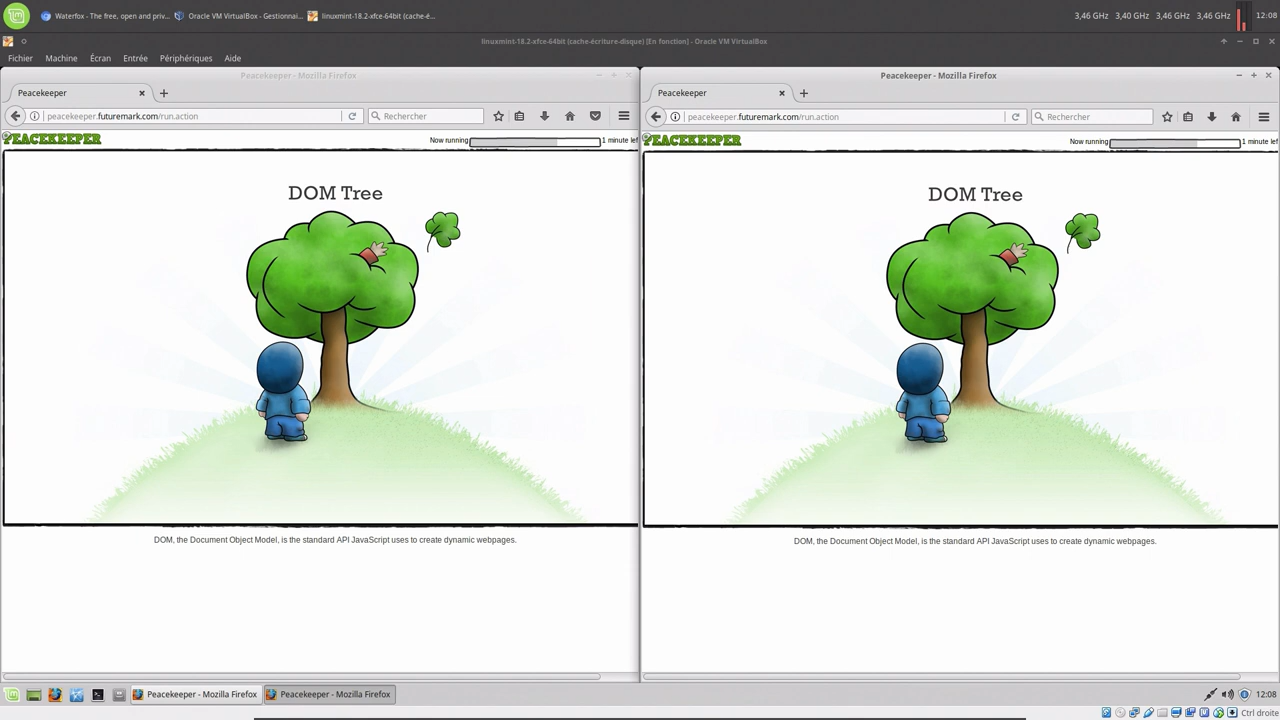 Waterfox - The free, open and priv...
Oracle VM VirtualBox - Gestionnai...
linuxmint-18.2-xfce-64bit (cache-é...
3,46 GHz 3,40 GHz 3,46 GHz 3,46 GHz 12:08
linuxmint-18.2-xfce-64bit (cache-écriture-disque) [En fonction] - Oracle VM VirtualBox
Fichier Machine Écran Entrée Périphériques Aide
Peacekeeper - Mozilla Firefox
Peacekeeper
peacekeeper.futuremark.com/run.action
Rechercher
PEACEKEEPER
Now running
1 minute lef
DOM Tree
DOM, the Document Object Model, is the standard API JavaScript uses to create dynamic webpages.
Peacekeeper - Mozilla Firefox
Peacekeeper
peacekeeper.futuremark.com/run.action
Rechercher
PEACEKEEPER
Now running
1 minute lef
DOM Tree
DOM, the Document Object Model, is the standard API JavaScript uses to create dynamic webpages.
Peacekeeper - Mozilla Firefox
Peacekeeper - Mozilla Firefox
12:08
Ctrl droite